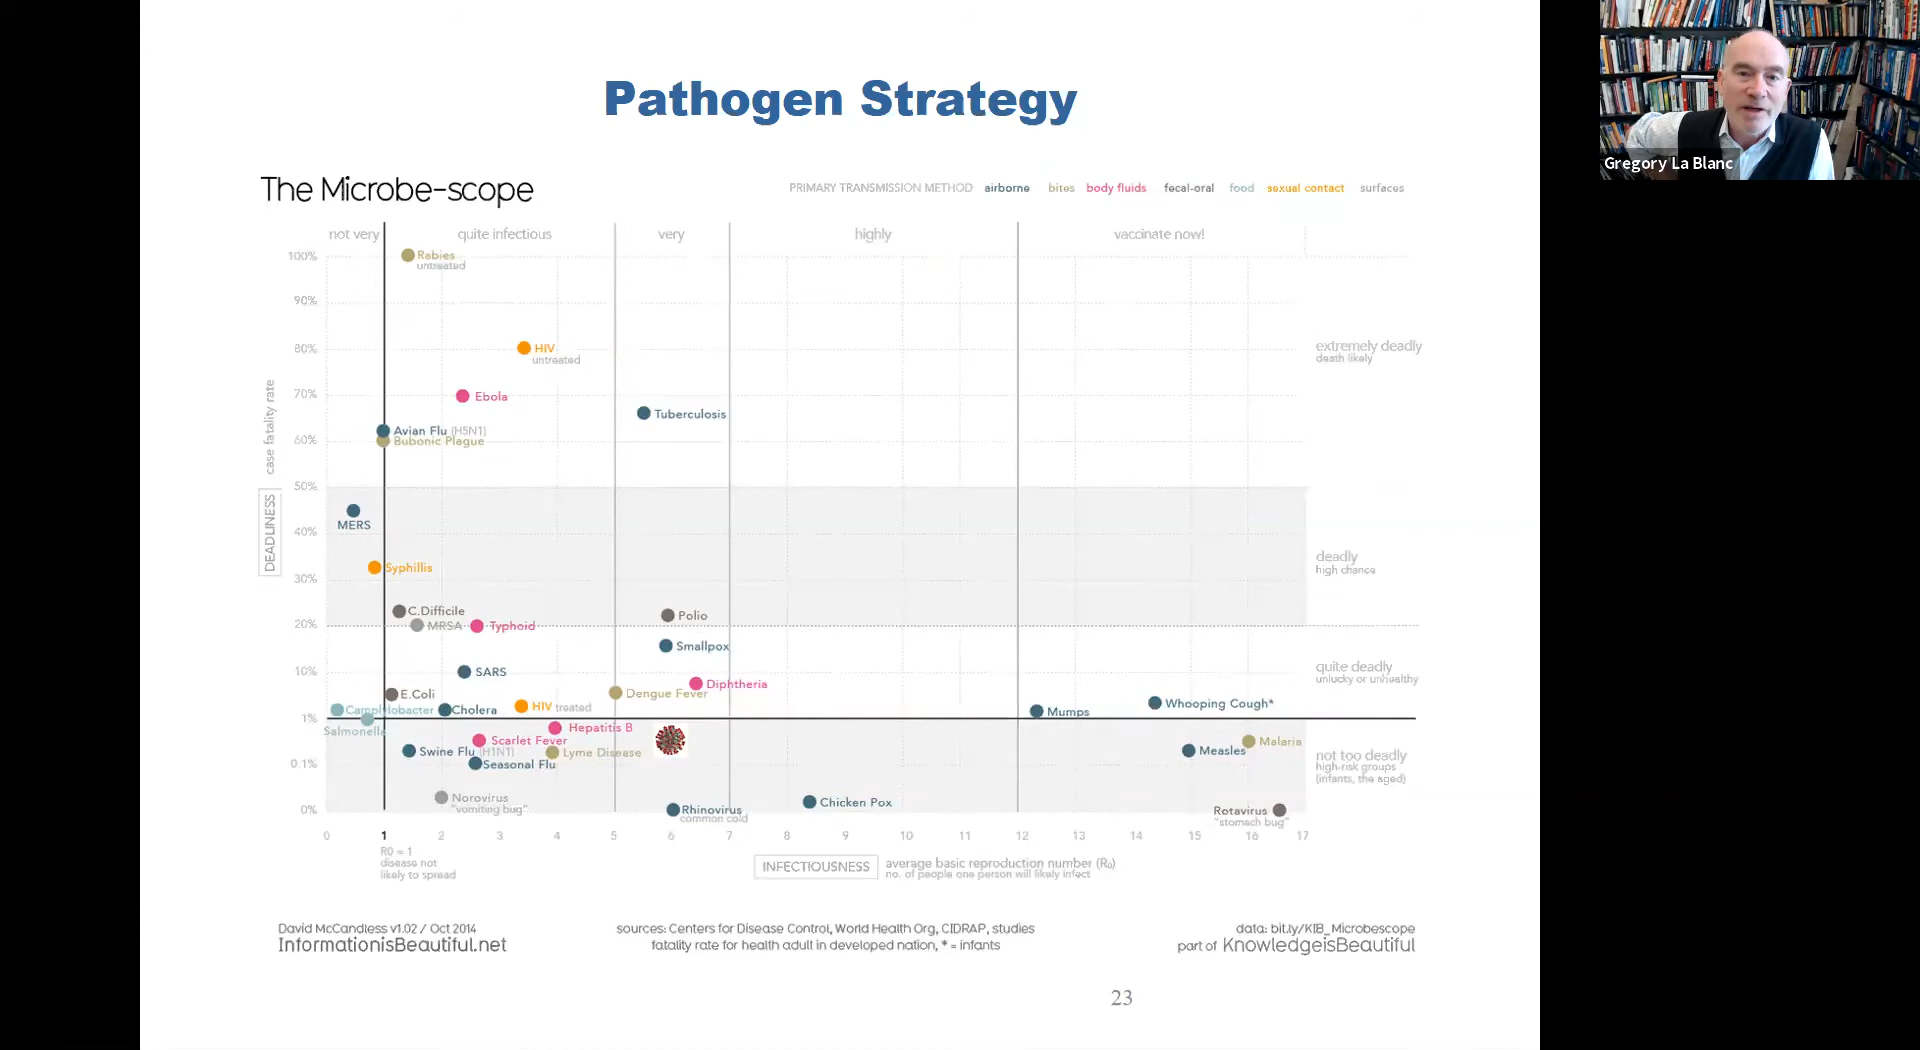 Pathogen Strategy
Gregory La Blanc
The Microbe-scope
PRIMARY TRANSMISSION METHOD airborne bites body fluids fecal-oral food sexual contact surfaces
not very quite infectious very highly vaccinate now!
100%
90%
80%
70%
60%
50%
40%
30%
20%
10%
1%
0.1%
0%
DEADLINESS case fatality rate
Rabies
untreated
HIV
untreated
Ebola
Tuberculosis
Avian Flu (H5N1)
Bubonic Plague
MERS
Syphillis
C.Difficile
MRSA
Typhoid
Polio
Smallpox
SARS
Diphtheria
E.Coli
Dengue Fever
HIV treated
Campylobacter
Cholera
Mumps
Whooping Cough*
Salmonella
Hepatitis B
Scarlet Fever
Swine Flu (H1N1)
Lyme Disease
Measles
Malaria
Seasonal Flu
Norovirus
"vomiting bug"
Rhinovirus
common cold
Chicken Pox
Rotavirus
"stomach bug"
extremely deadly
death likely
deadly
high chance
quite deadly
unlucky or unhealthy
not too deadly
high-risk groups
(infants, the aged)
0 1 2 3 4 5 6 7 8 9 10 11 12 13 14 15 16 17
R0 = 1
disease not
likely to spread
INFECTIOUSNESS average basic reproduction number (R₀)
no. of people one person will likely infect
David McCandless v1.02 / Oct 2014
InformationisBeautiful.net
sources: Centers for Disease Control, World Health Org, CIDRAP, studies
fatality rate for health adult in developed nation, * = infants
data: bit.ly/KIB_Microbescope
part of KnowledgeisBeautiful
23